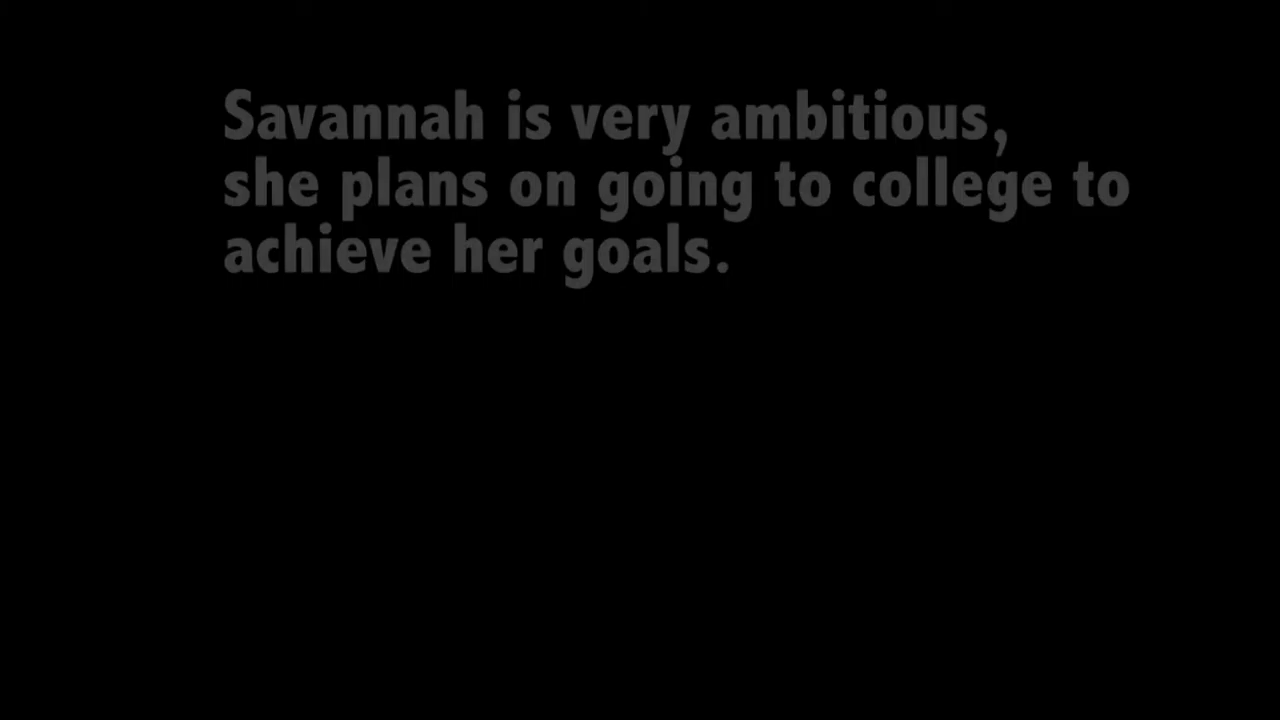 Savannah is very ambitious,
she plans on going to college to
achieve her goals.